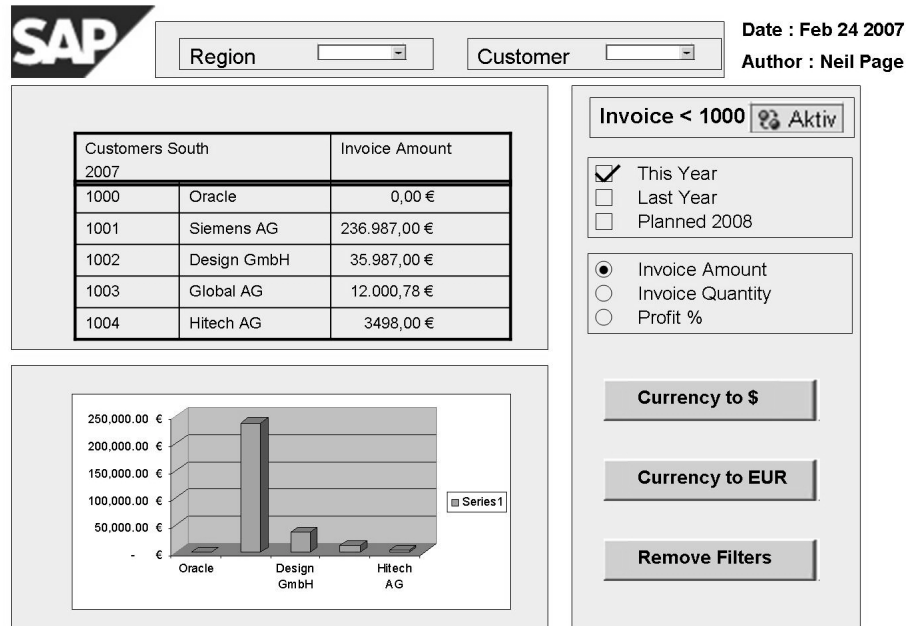 SAP
Region
Customer
Date : Feb 24 2007
Author : Neil Page
Customers South
2007
Invoice Amount
1000 Oracle 0,00 €
1001 Siemens AG 236.987,00 €
1002 Design GmbH 35.987,00 €
1003 Global AG 12.000,78 €
1004 Hitech AG 3498,00 €
Invoice < 1000 Aktiv
This Year
Last Year
Planned 2008
Invoice Amount
Invoice Quantity
Profit %
Currency to $
Currency to EUR
Remove Filters
250,000.00 €
200,000.00 €
150,000.00 €
100,000.00 €
50,000.00 €
- €
Oracle
Design
GmbH
Hitech
AG
Series1